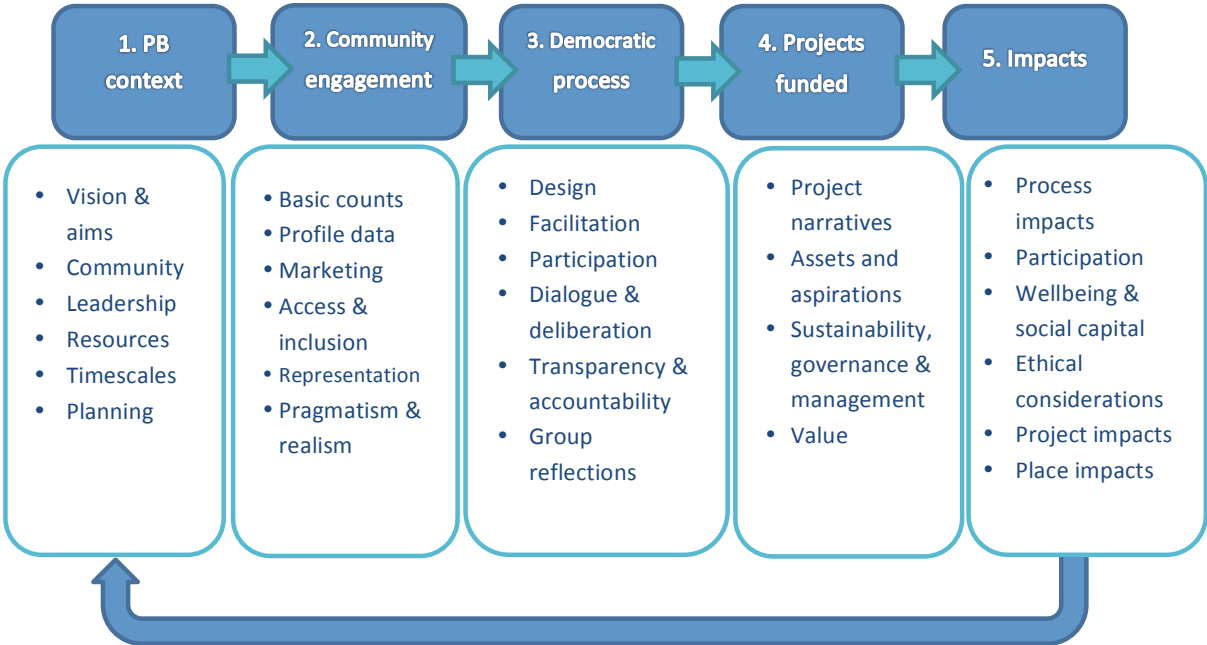 1. PB
context
2. Community
engagement
3. Democratic
process
4. Projects
funded
5. Impacts
• Vision &
aims
• Community
• Leadership
• Resources
• Timescales
• Planning
• Basic counts
• Profile data
• Marketing
• Access &
inclusion
• Representation
• Pragmatism &
realism
• Design
• Facilitation
• Participation
• Dialogue &
deliberation
• Transparency &
accountability
• Group
reflections
• Project
narratives
• Assets and
aspirations
• Sustainability,
governance &
management
• Value
• Process
impacts
• Participation
• Wellbeing &
social capital
• Ethical
considerations
• Project impacts
• Place impacts